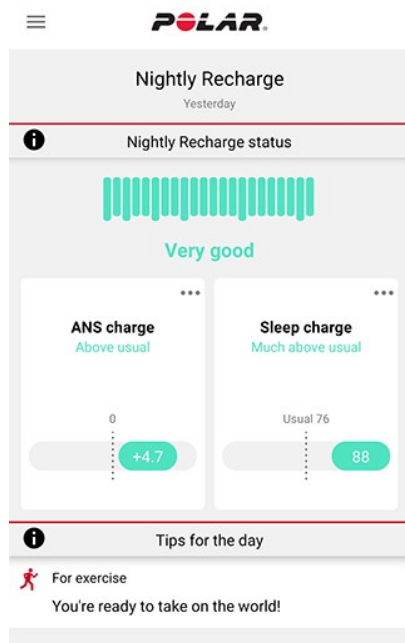 POLAR.
Nightly Recharge
Yesterday
Nightly Recharge status
Very good
ANS charge
Above usual
0
+4.7
Sleep charge
Much above usual
Usual 76
88
Tips for the day
For exercise
You're ready to take on the world!